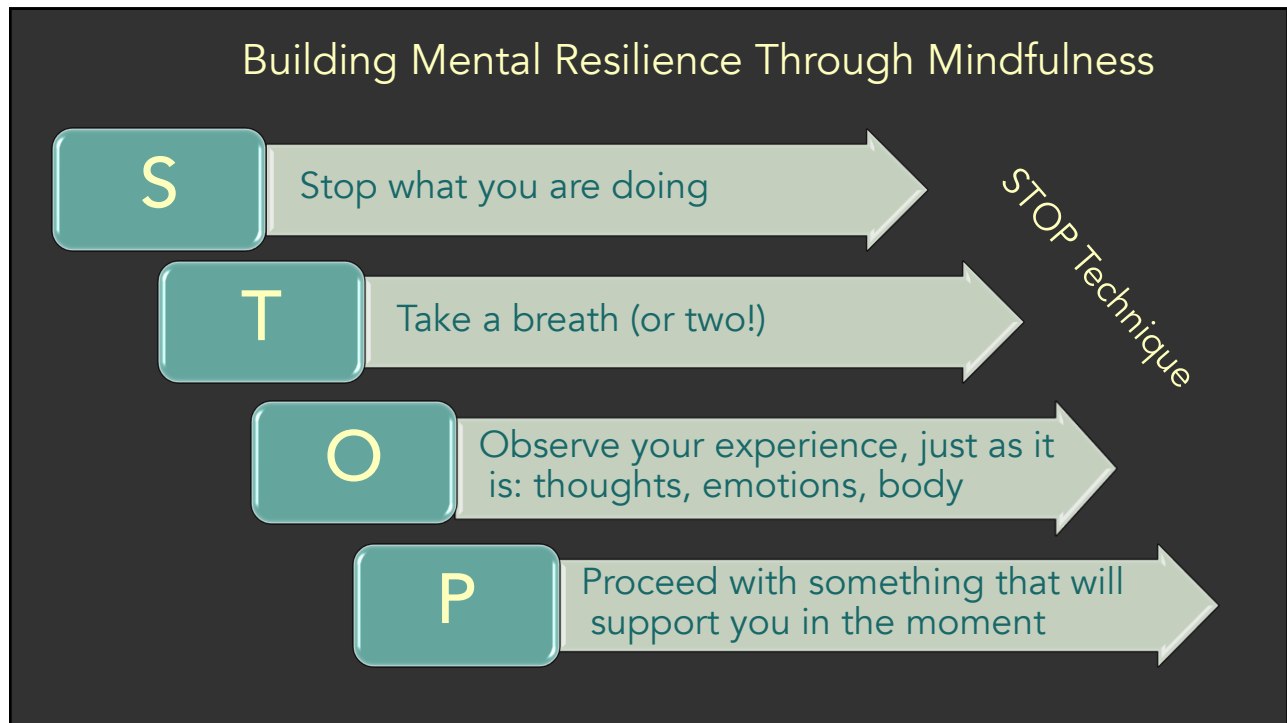 Building Mental Resilience Through Mindfulness
S
Stop what you are doing
STOP Technique
T
Take a breath (or two!)
O
Observe your experience, just as it
is: thoughts, emotions, body
P
Proceed with something that will
support you in the moment